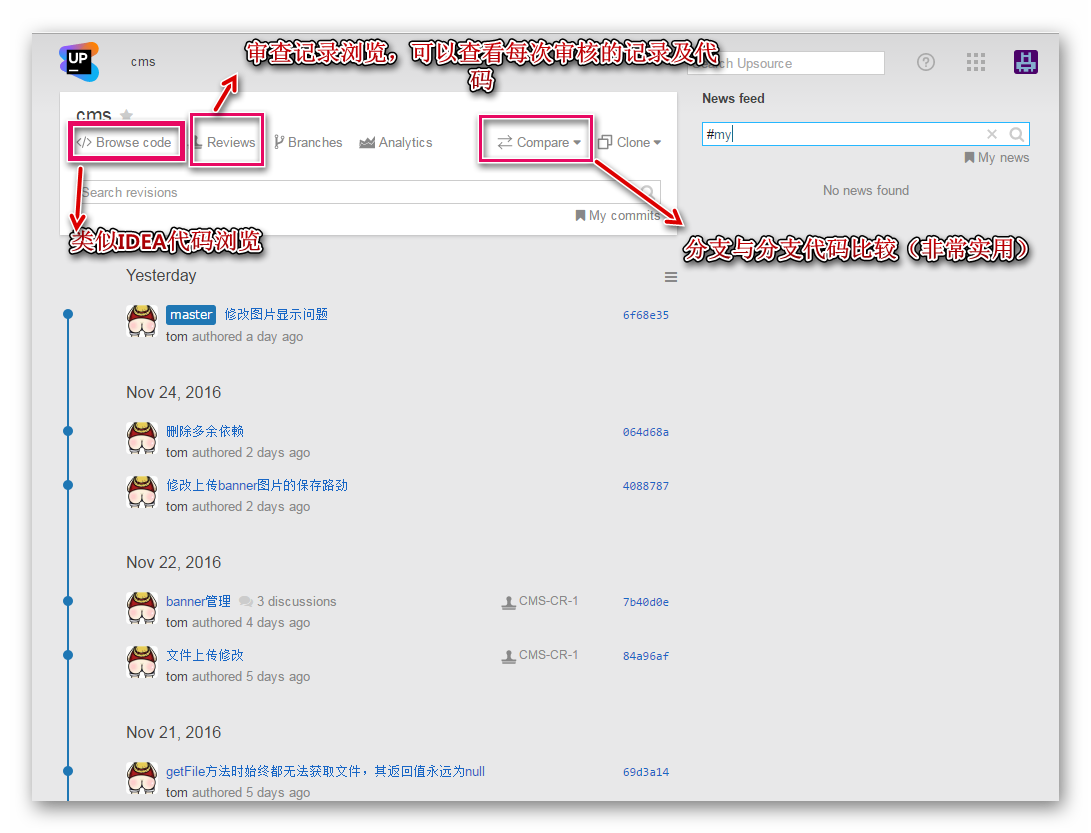 审查记录浏览，可以查看每次审核的记录及代
码
UP
cms
ch Upsource
cms
News feed
</> Browse code
Reviews
Branches
Analytics
Compare
Clone
#my
My news
No news found
Search revisions
My commits
类似IDEA代码浏览
分支与分支代码比较（非常实用）
Yesterday
master 修改图片显示问题 6f68e35
tom authored a day ago
Nov 24, 2016
删除多余依赖 064d68a
tom authored 2 days ago
修改上传banner图片的保存路劲 4088787
tom authored 2 days ago
Nov 22, 2016
banner管理 3 discussions CMS-CR-1 7b40d0e
tom authored 4 days ago
文件上传修改 CMS-CR-1 84a96af
tom authored 5 days ago
Nov 21, 2016
getFile方法时始终都无法获取文件，其返回值永远为null 69d3a14
tom authored 5 days ago